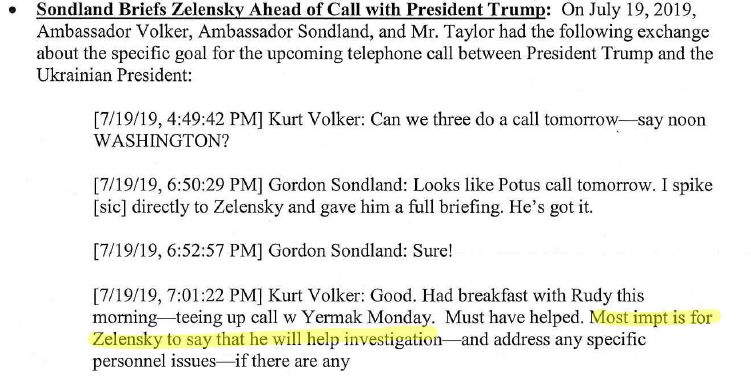 • Sondland Briefs Zelensky Ahead of Call with President Trump: On July 19, 2019,
Ambassador Volker, Ambassador Sondland, and Mr. Taylor had the following exchange
about the specific goal for the upcoming telephone call between President Trump and the
Ukrainian President:
[7/19/19, 4:49:42 PM] Kurt Volker: Can we three do a call tomorrow—say noon
WASHINGTON?
[7/19/19, 6:50:29 PM] Gordon Sondland: Looks like Potus call tomorrow. I spike
[sic] directly to Zelensky and gave him a full briefing. He's got it.
[7/19/19, 6:52:57 PM] Gordon Sondland: Sure!
[7/19/19, 7:01:22 PM] Kurt Volker: Good. Had breakfast with Rudy this
morning—teeing up call w Yermak Monday. Must have helped. Most impt is for
Zelensky to say that he will help investigation—and address any specific
personnel issues—if there are any